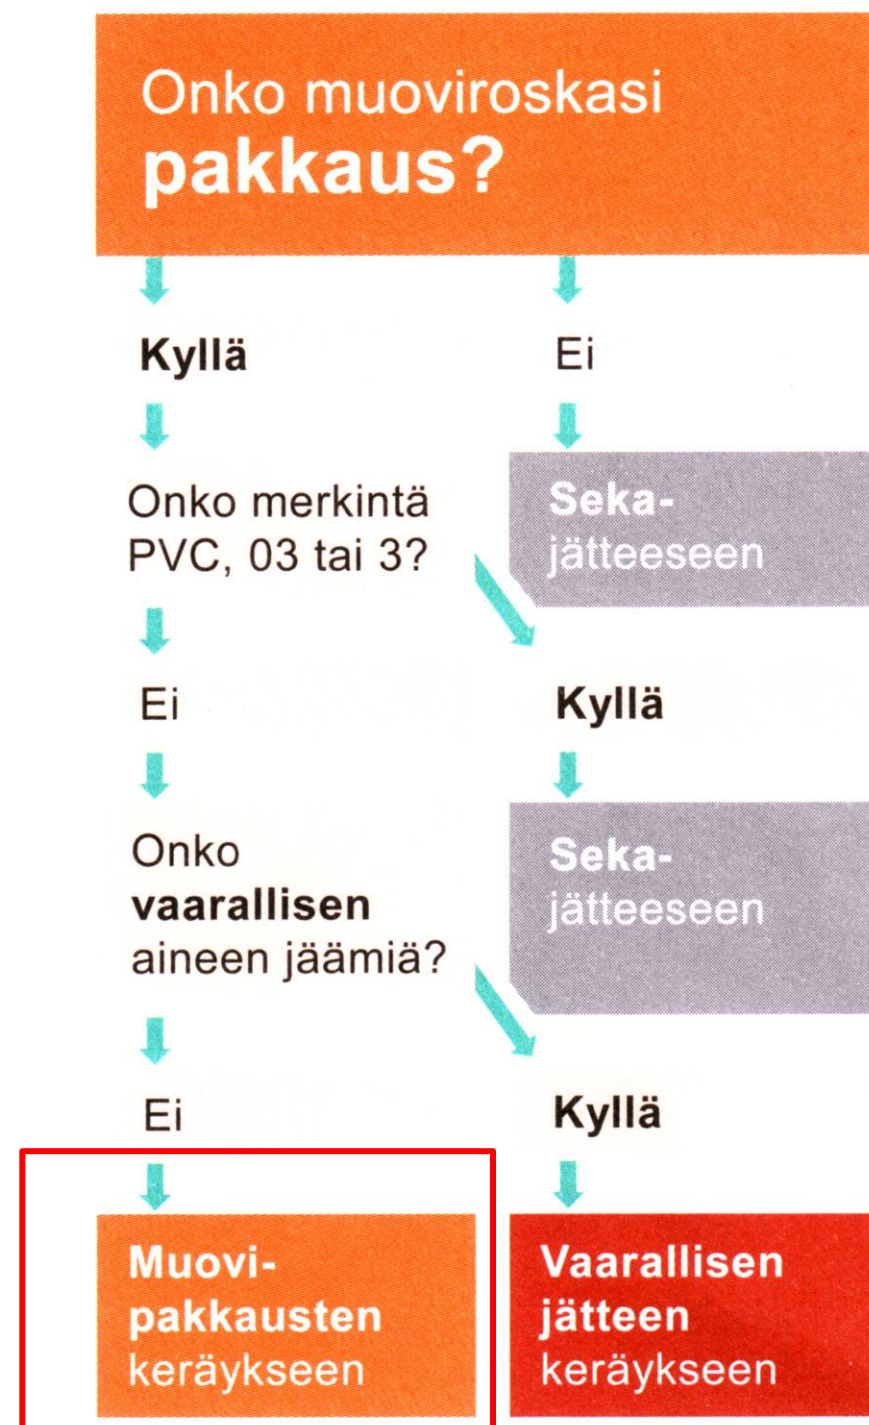 Onko muoviroskasi
pakkaus?
Kyllä
Ei
Onko merkintä
PVC, 03 tai 3?
Seka-
jätteeseen
Ei
Kyllä
Onko
vaarallisen
aineen jäämiä?
Seka-
jätteeseen
Ei
Kyllä
Muovi-
pakkausten
keräykseen
Vaarallisen
jätteen
keräykseen